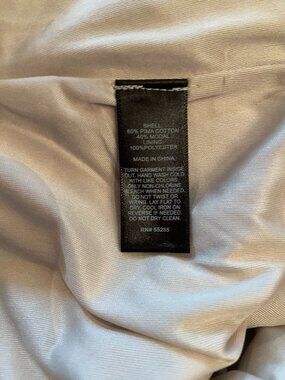 SHELL
60% PIMA COTTON
40% MODAL
LINING
100%POLYESTER
MADE IN CHINA
TURN GARMENT INSIDE
OUT. HAND WASH COLD
WITH LIKE COLORS.
ONLY NON-CHLORINE
BLEACH WHEN NEEDED.
DO NOT TWIST OR
WRING. LAY FLAT TO
DRY. COOL IRON ON
REVERSE IF NEEDED.
DO NOT DRY CLEAN.
RN# 55285